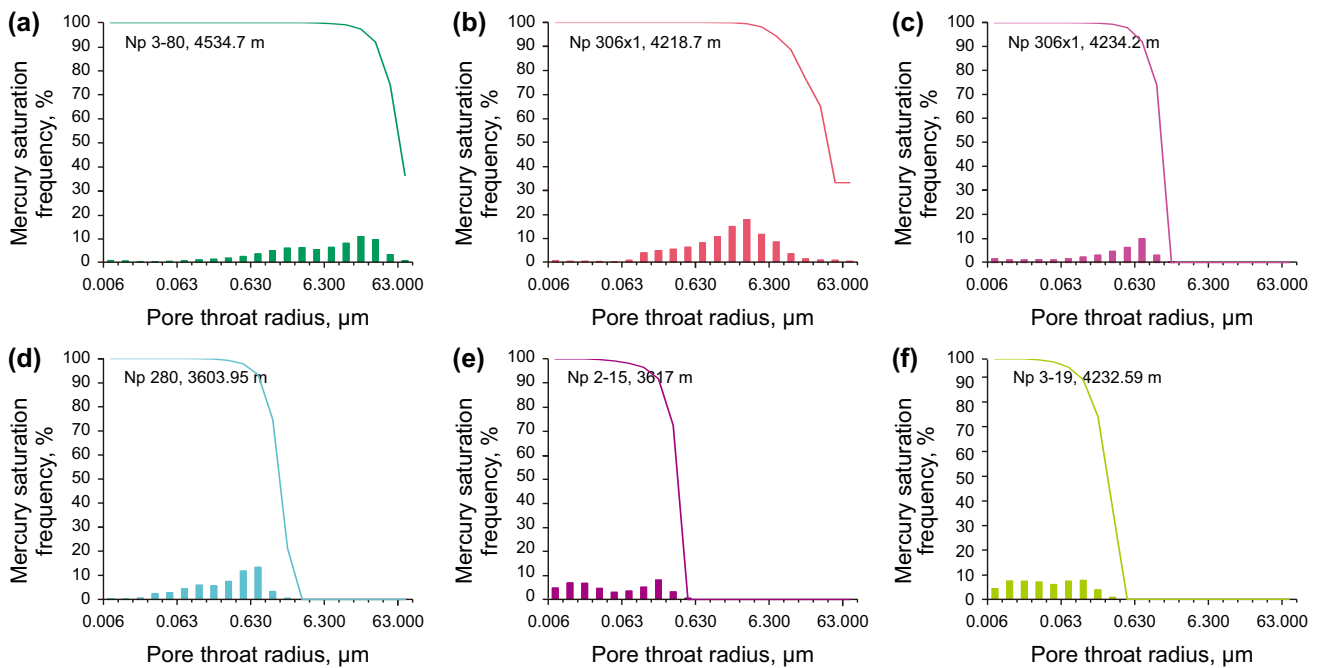 (a)
Mercury saturation
frequency, %
100
90
80
70
60
50
40
30
20
10
0
Np 3-80, 4534.7 m
0.006 0.063 0.630 6.300 63.000
Pore throat radius, μm
(b)
Mercury saturation
frequency, %
100
90
80
70
60
50
40
30
20
10
0
Np 306x1, 4218.7 m
0.006 0.063 0.630 6.300 63.000
Pore throat radius, μm
(c)
Mercury saturation
frequency, %
100
90
80
70
60
50
40
30
20
10
0
Np 306x1, 4234.2 m
0.006 0.063 0.630 6.300 63.000
Pore throat radius, μm
(d)
Mercury saturation
frequency, %
100
90
80
70
60
50
40
30
20
10
0
Np 280, 3603.95 m
0.006 0.063 0.630 6.300 63.000
Pore throat radius, μm
(e)
Mercury saturation
frequency, %
100
90
80
70
60
50
40
30
20
10
0
Np 2-15, 3617 m
0.006 0.063 0.630 6.300 63.000
Pore throat radius, μm
(f)
Mercury saturation
frequency, %
100
90
80
70
60
50
40
30
20
10
0
Np 3-19, 4232.59 m
0.006 0.063 0.630 6.300 63.000
Pore throat radius, μm